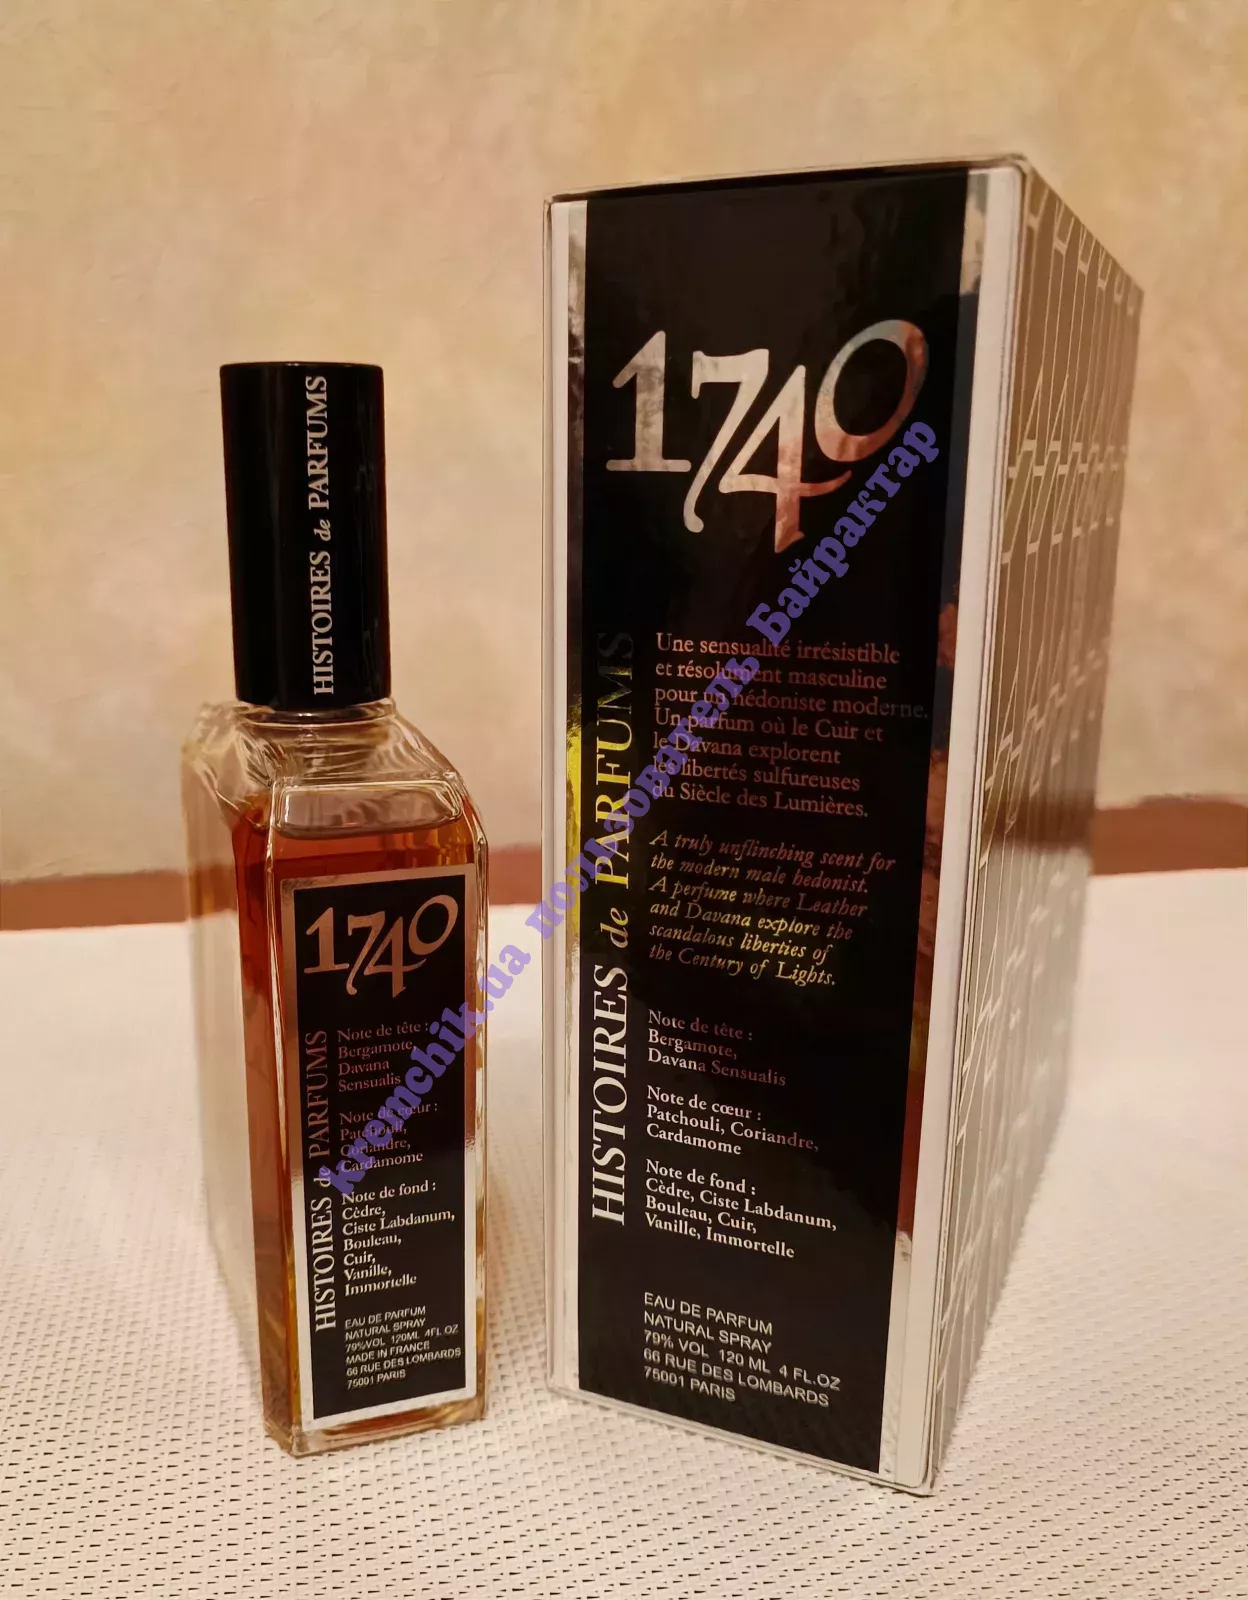 HISTOIRES de PARFUMS
1740
HISTOIRES de PARFUMS
Note de tête :
Bergamote,
Davana
Sensualis
Note de cœur :
Patchouli,
Coriandre,
Cardamome
Note de fond :
Cèdre,
Ciste Labdanum,
Bouleau,
Cuir,
Vanille,
Immortelle
EAU DE PARFUM
NATURAL SPRAY
79%VOL 120ML 4FL OZ
MADE IN FRANCE
66 RUE DES LOMBARDS
75001 PARIS
1740
HISTOIRES de PARFUMS
Une sensualité irrésistible
et résolument masculine
pour un hédoniste moderne.
Un parfum où le Cuir et
le Davana explorent
les libertés sulfureuses
du Siècle des Lumières.
A truly unflinching scent for
the modern male hedonist.
A perfume where Leather
and Davana explore the
scandalous liberties of
the Century of Lights.
Note de tête :
Bergamote,
Davana Sensualis
Note de cœur :
Patchouli, Coriandre,
Cardamome
Note de fond :
Cèdre, Ciste Labdanum,
Bouleau, Cuir,
Vanille, Immortelle
EAU DE PARFUM
NATURAL SPRAY
79% VOL 120 ML 4 FL.OZ
66 RUE DES LOMBARDS
75001 PARIS
kremchik.ua пользователь Байрактар